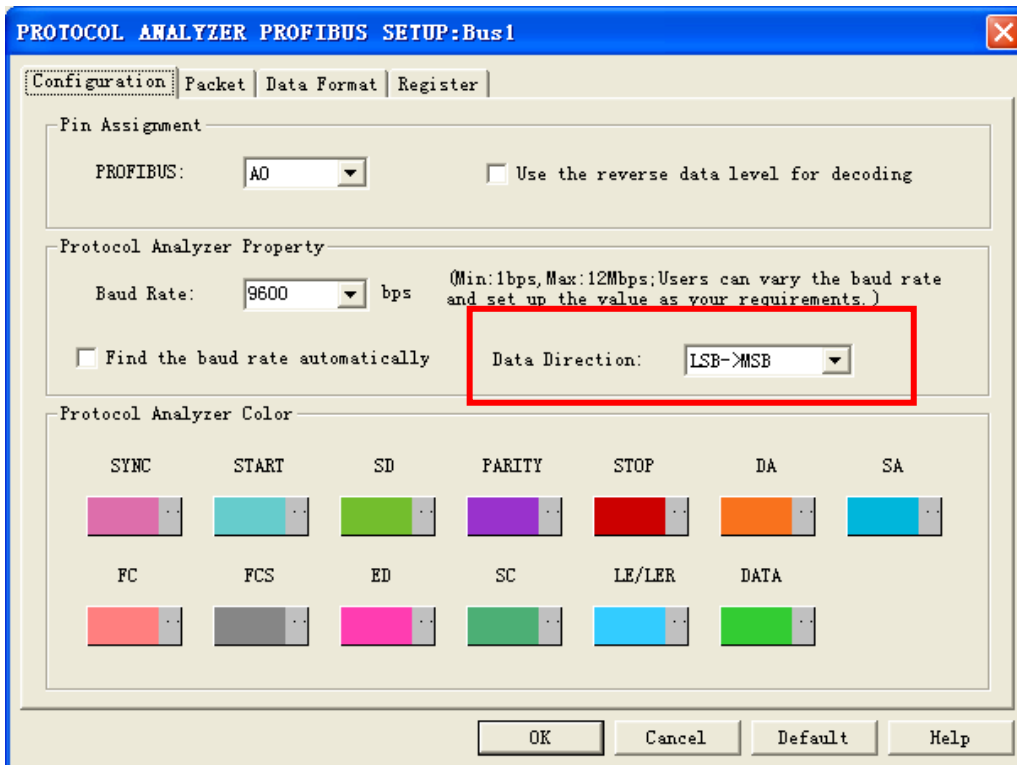 PROTOCOL ANALYZER PROFIBUS SETUP:Bus1
Configuration Packet Data Format Register
Pin Assignment
PROFIBUS: A0 Use the reverse data level for decoding
Protocol Analyzer Property
Baud Rate: 9600 bps (Min:1bps,Max:12Mbps;Users can vary the baud rate
and set up the value as your requirements.)
Find the baud rate automatically Data Direction: LSB->MSB
Protocol Analyzer Color
SYNC START SD PARITY STOP DA SA
.. .. .. .. .. .. ..
FC FCS ED SC LE/LER DATA
.. .. .. .. .. ..
OK Cancel Default Help